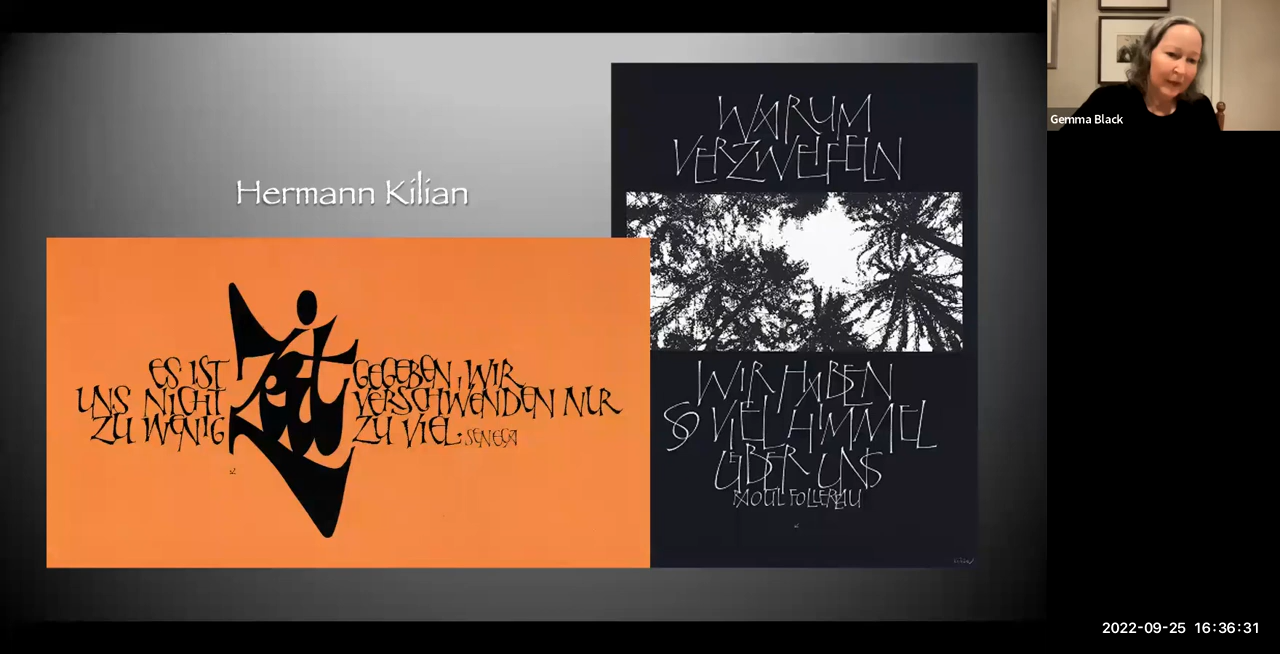 Hermann Kilian
ES IST Zeit GEGEBEN, WIR
UNS NICHT VERSCHWENDEN NUR
ZU WENIG ZU VIEL. SENECA
WARUM
VERZWEIFELN
WIR HABEN
SO VIEL HIMMEL
ÜBER UNS
RAOUL FOLLEREAU
Gemma Black
2022-09-25 16:36:31